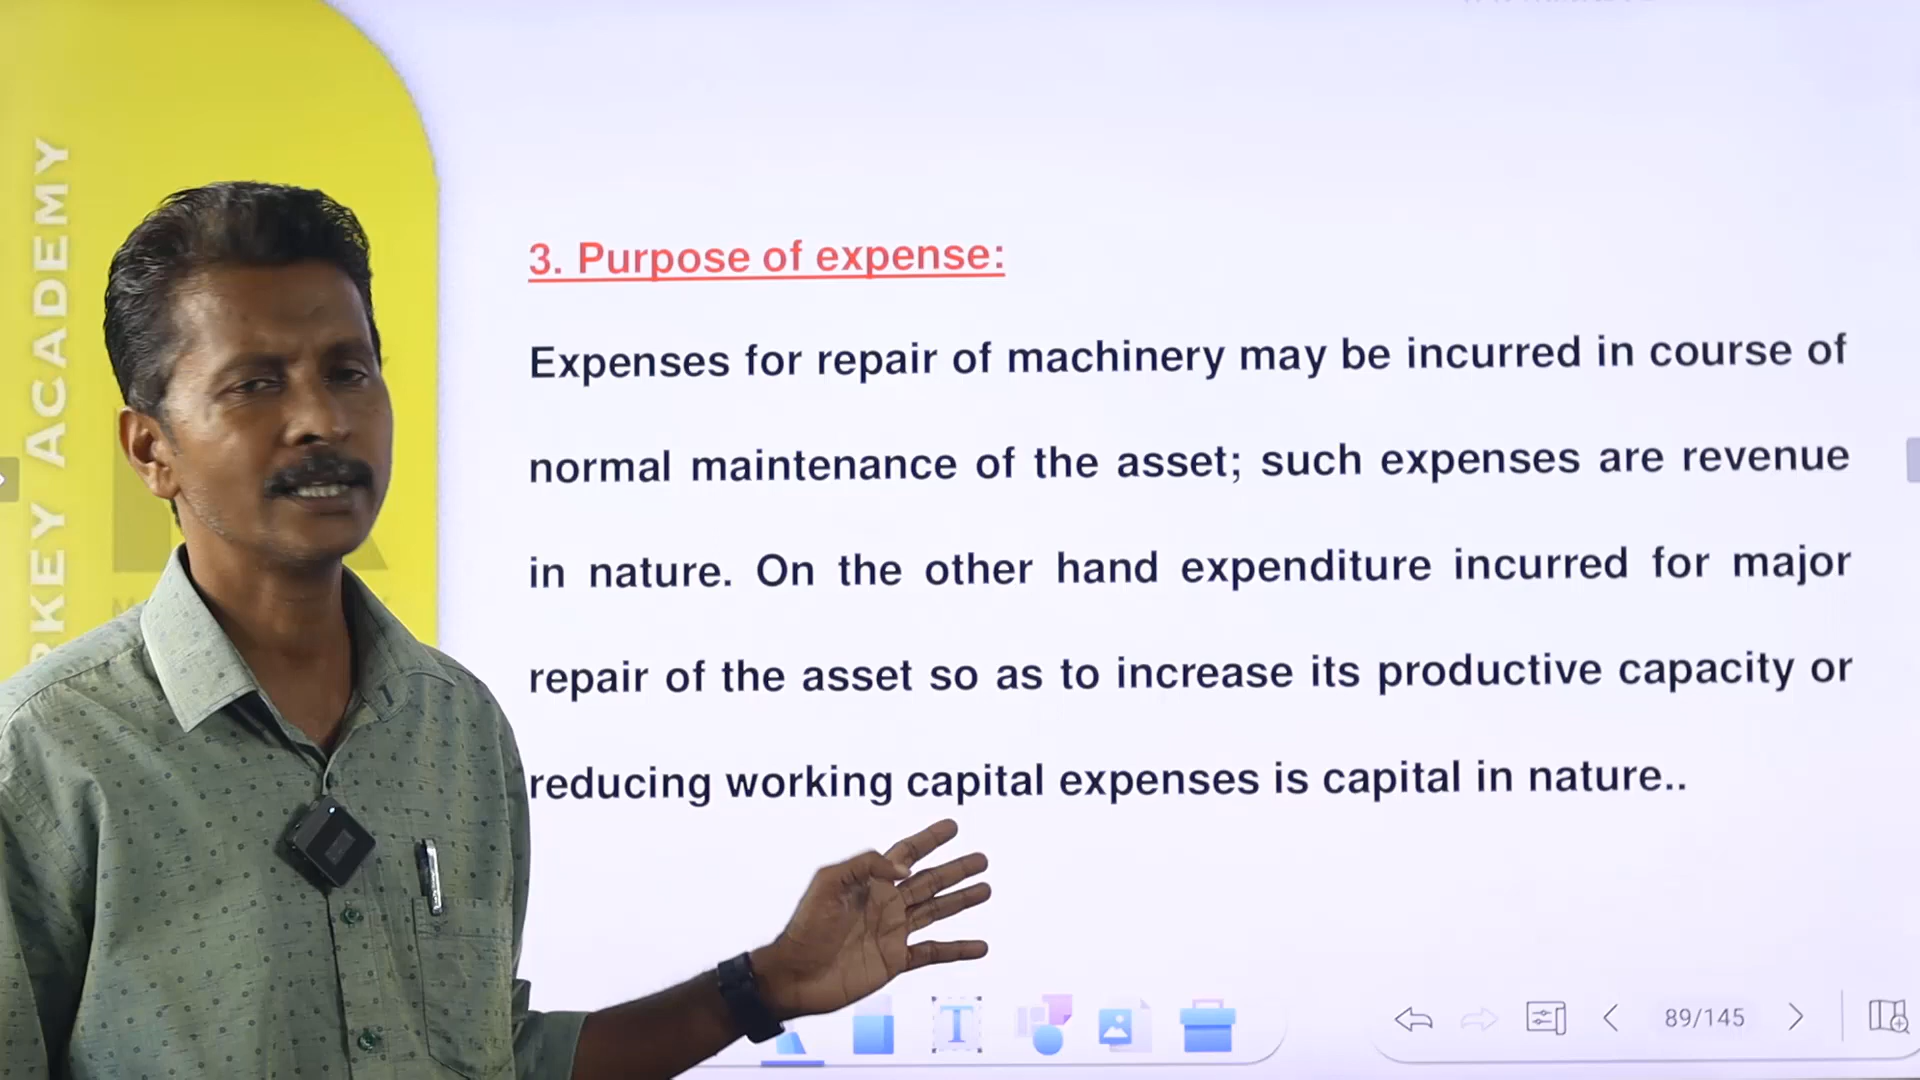 RKEY ACADEMY
3. Purpose of expense:
Expenses for repair of machinery may be incurred in course of
normal maintenance of the asset; such expenses are revenue
in nature. On the other hand expenditure incurred for major
repair of the asset so as to increase its productive capacity or
reducing working capital expenses is capital in nature..
T
89/145